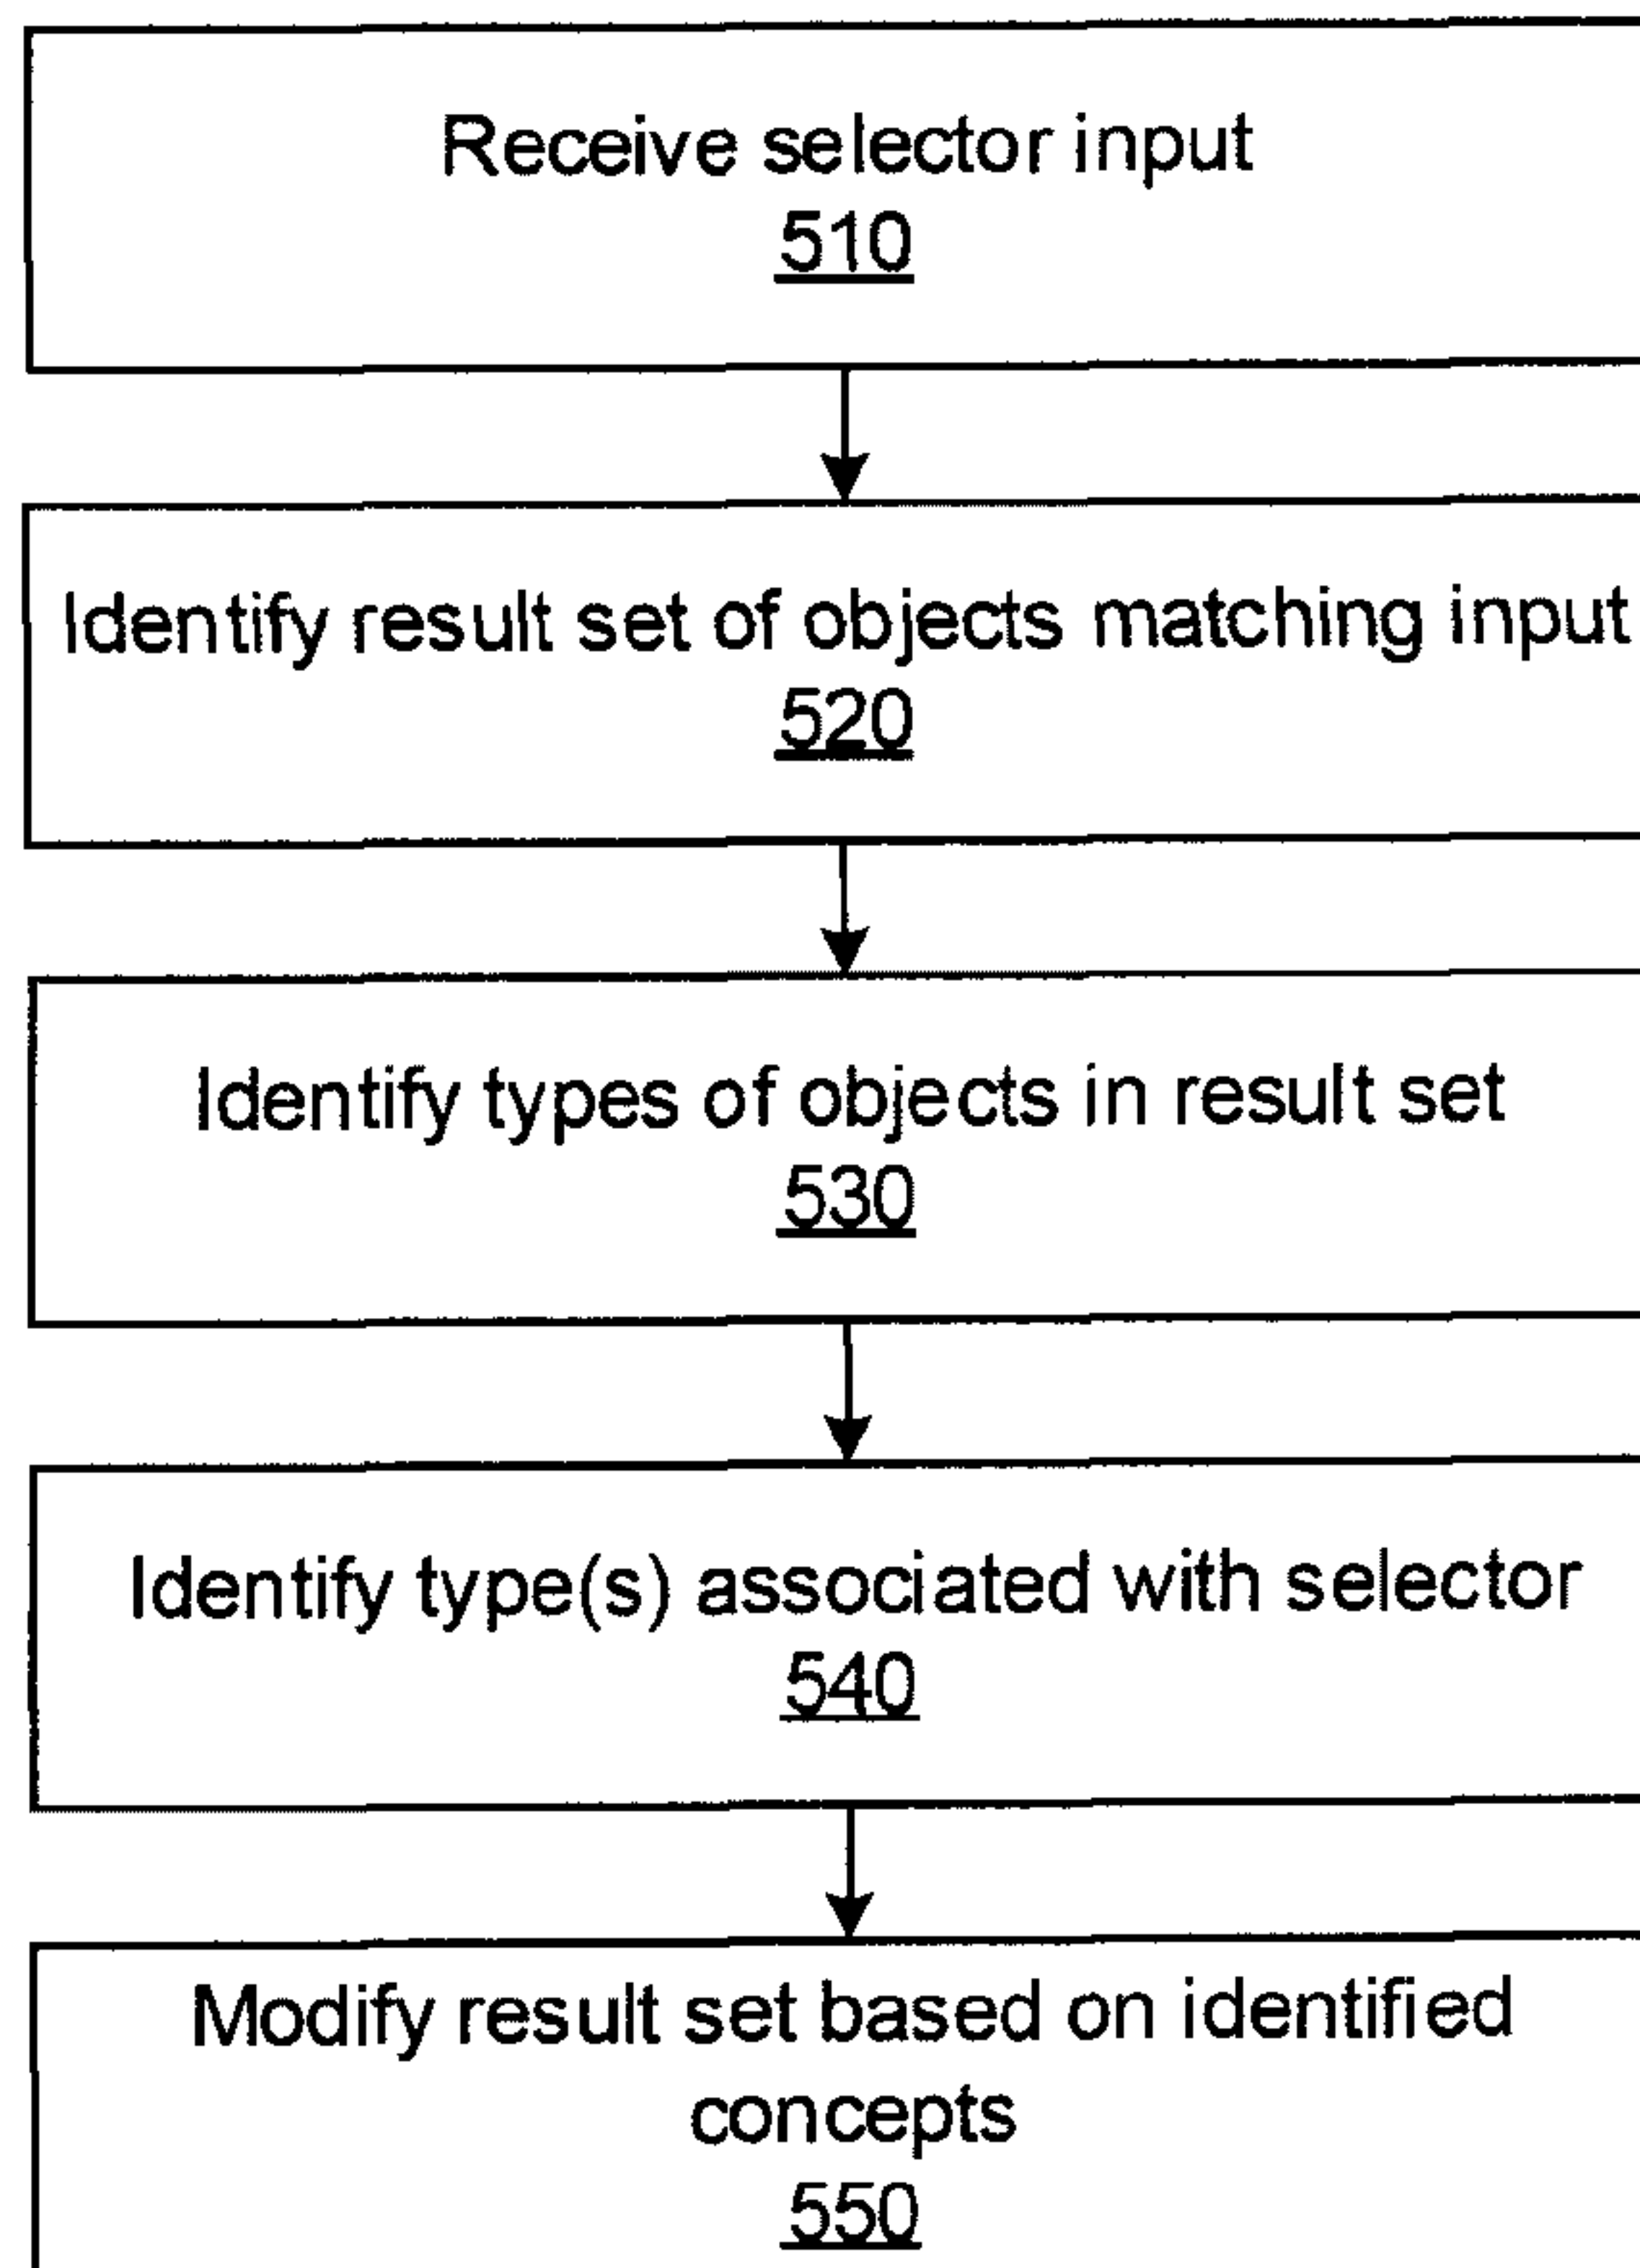 Receive selector input
510
Identify result set of objects matching input
520
Identify types of objects in result set
530
Identify type(s) associated with selector
540
Modify result set based on identified
concepts
550